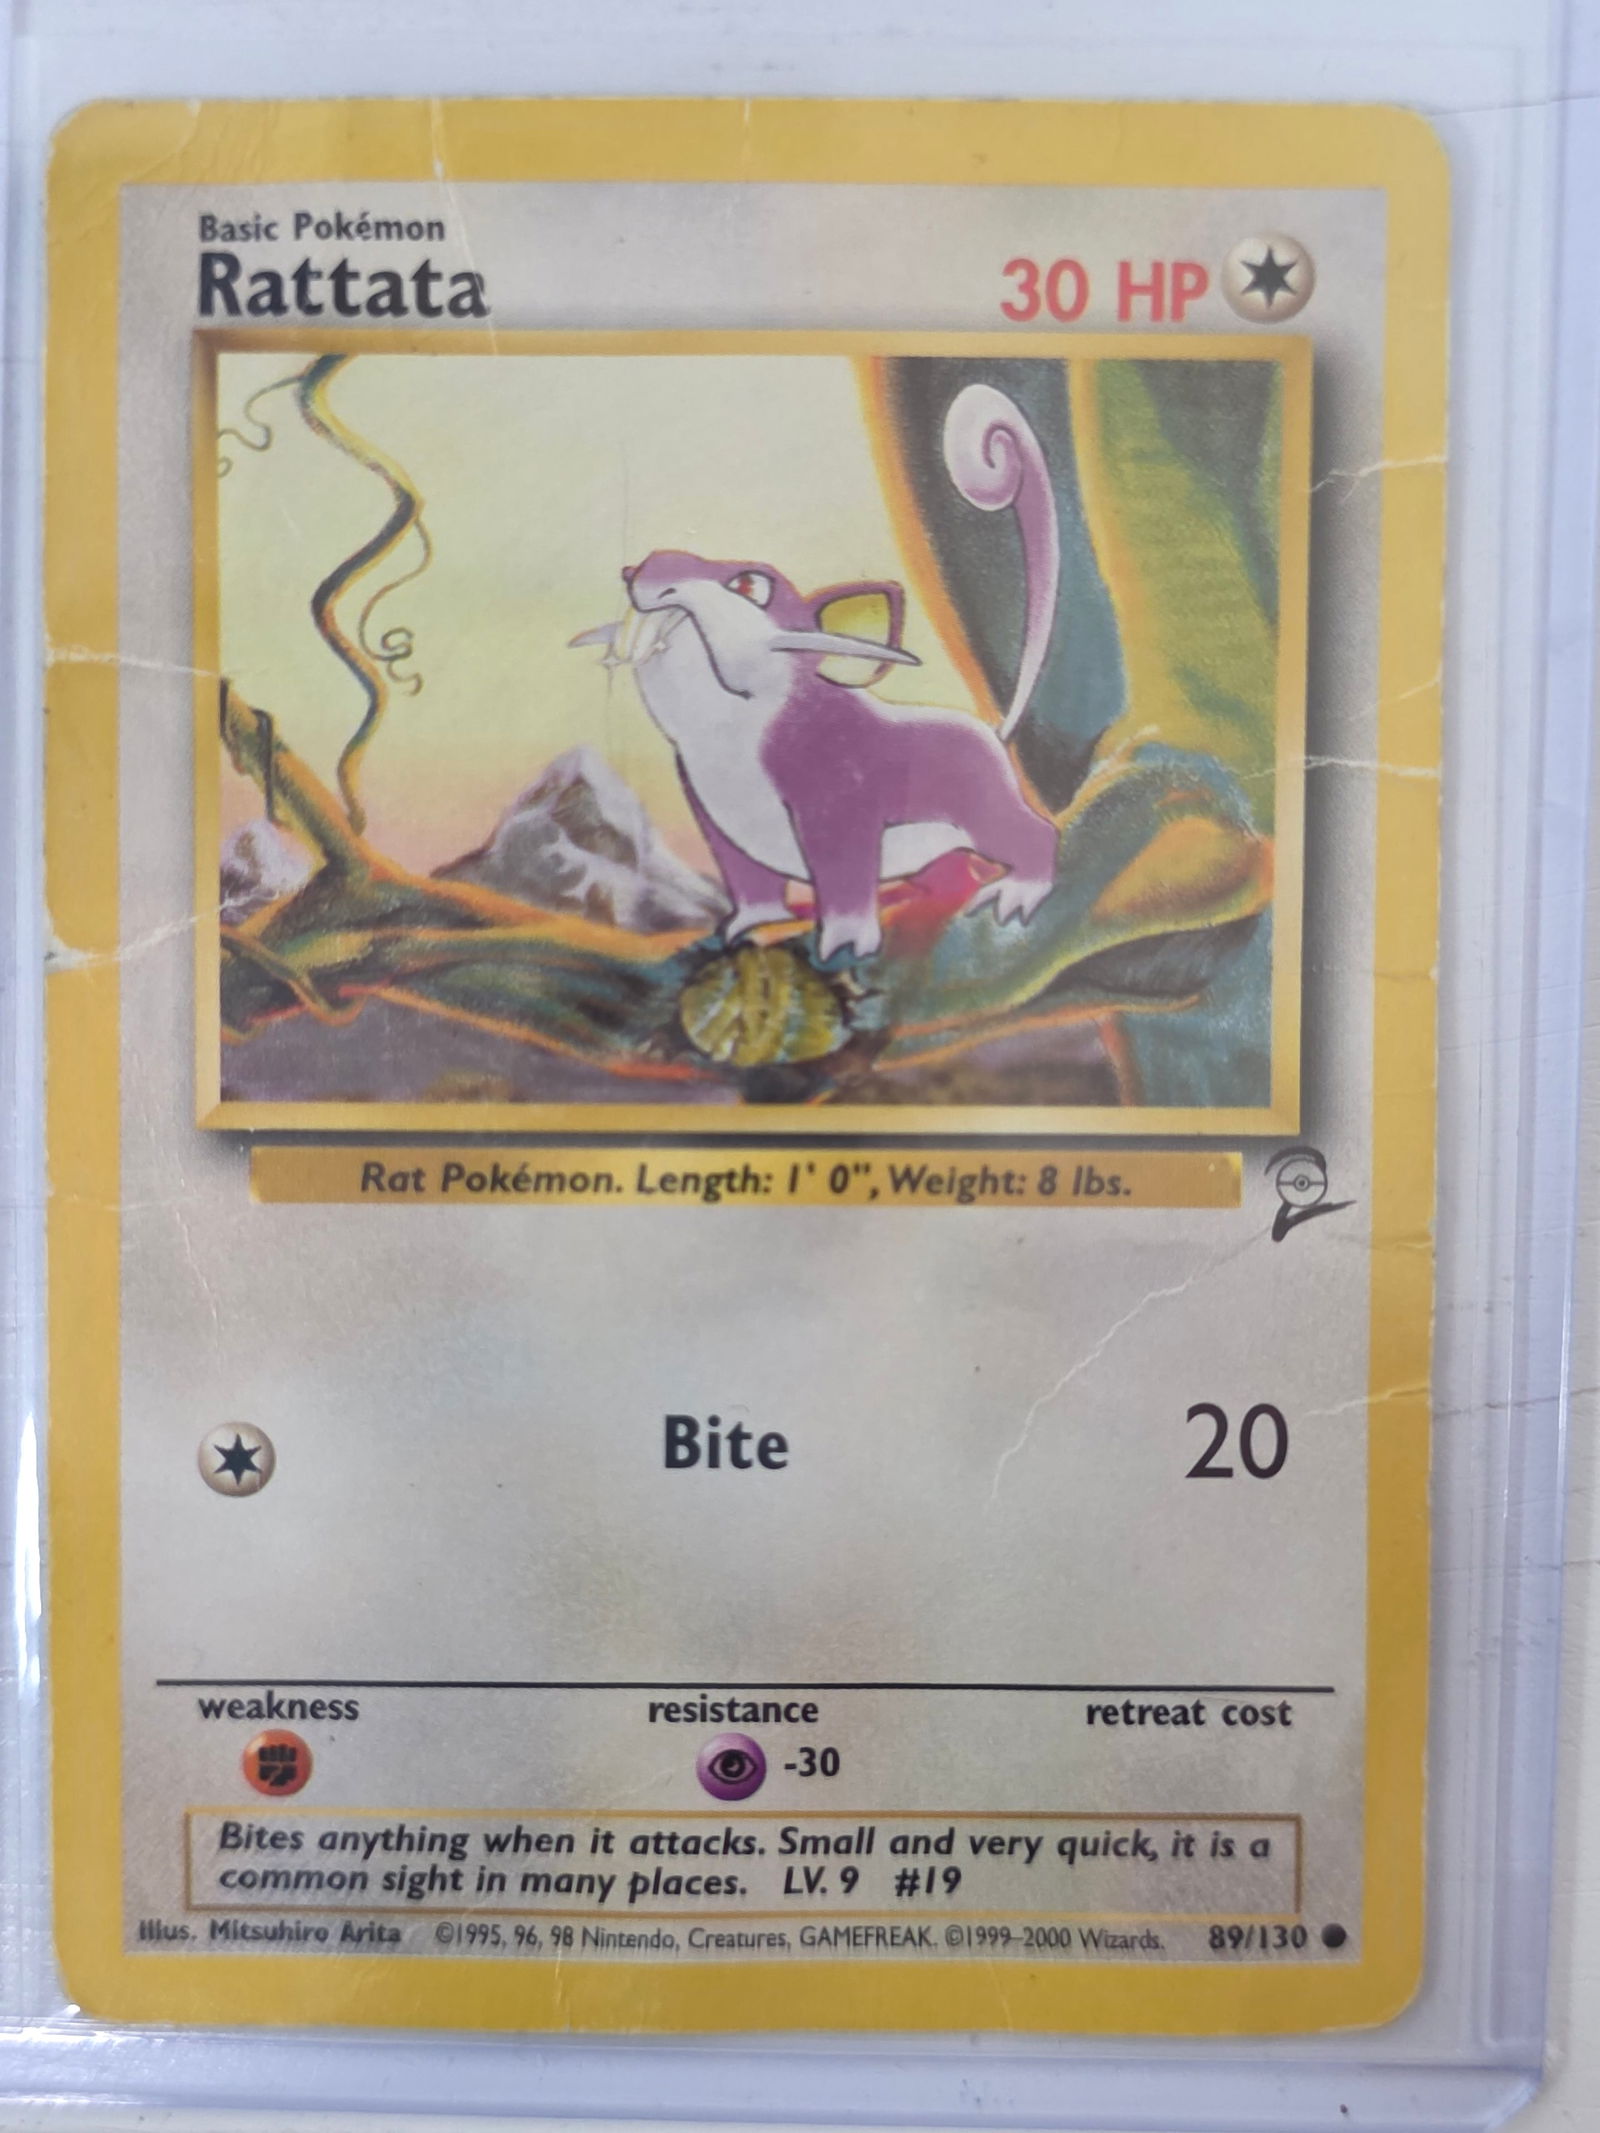 Basic Pokémon
Rattata
30 HP
Rat Pokémon. Length: 1' 0", Weight: 8 lbs.
Bite 20
weakness resistance retreat cost
-30
Bites anything when it attacks. Small and very quick, it is a
common sight in many places. LV. 9 #19
Illus. Mitsuhiro Arita ©1995, 96, 98 Nintendo, Creatures, GAMEFREAK. ©1999-2000 Wizards. 89/130